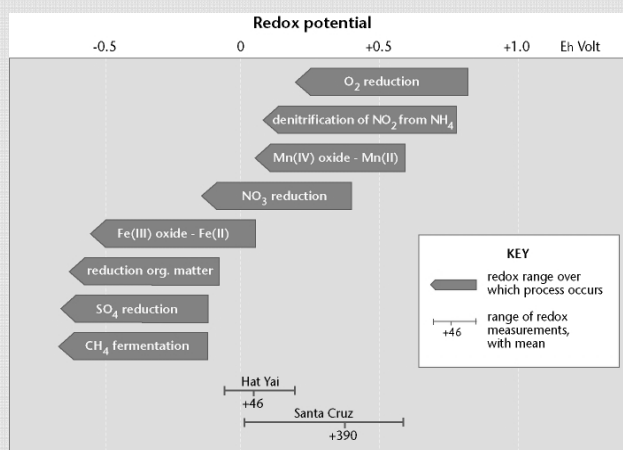 Redox potential
-0.5 0 +0.5 +1.0 Eh Volt
O2 reduction
denitrification of NO2 from NH4
Mn(IV) oxide - Mn(II)
NO3 reduction
Fe(III) oxide - Fe(II)
reduction org. matter
SO4 reduction
CH4 fermentation
KEY
redox range over
which process occurs
range of redox
measurements,
with mean
+46
Hat Yai
+46
Santa Cruz
+390